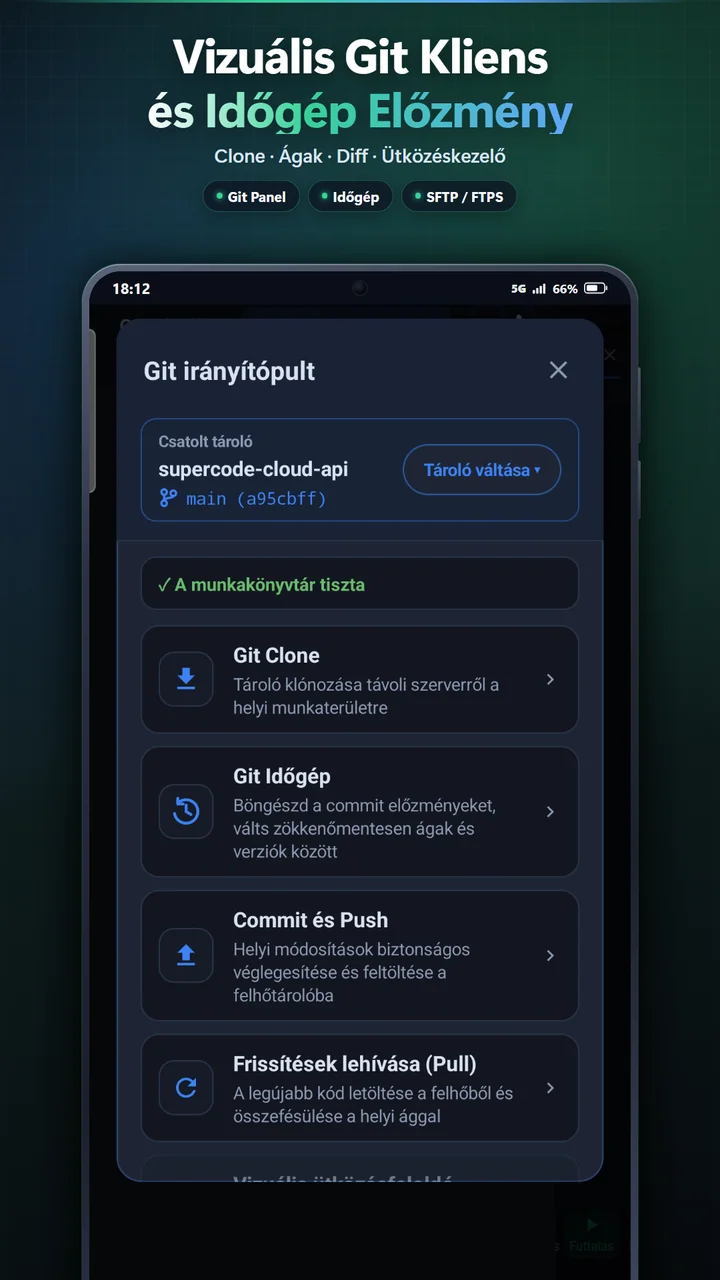 Vizuális Git Kliens
és Időgép Előzmény
Clone · Ágak · Diff · Ütközéskezelő
Git Panel
Időgép
SFTP / FTPS
18:12
5G
66%
Git irányítópult
Csatolt tároló
supercode-cloud-api
main (a95cbff)
Tároló váltása ▾
✓ A munkakönyvtár tiszta
Git Clone
Tároló klónozása távoli szerverről a
helyi munkaterületre
Git Időgép
Böngészd a commit előzményeket,
válts zökkenőmentesen ágak és
verziók között
Commit és Push
Helyi módosítások biztonságos
véglegesítése és feltöltése a
felhőtárolóba
Frissítések lehívása (Pull)
A legújabb kód letöltése a felhőből és
összefésülése a helyi ággal
Futtatás